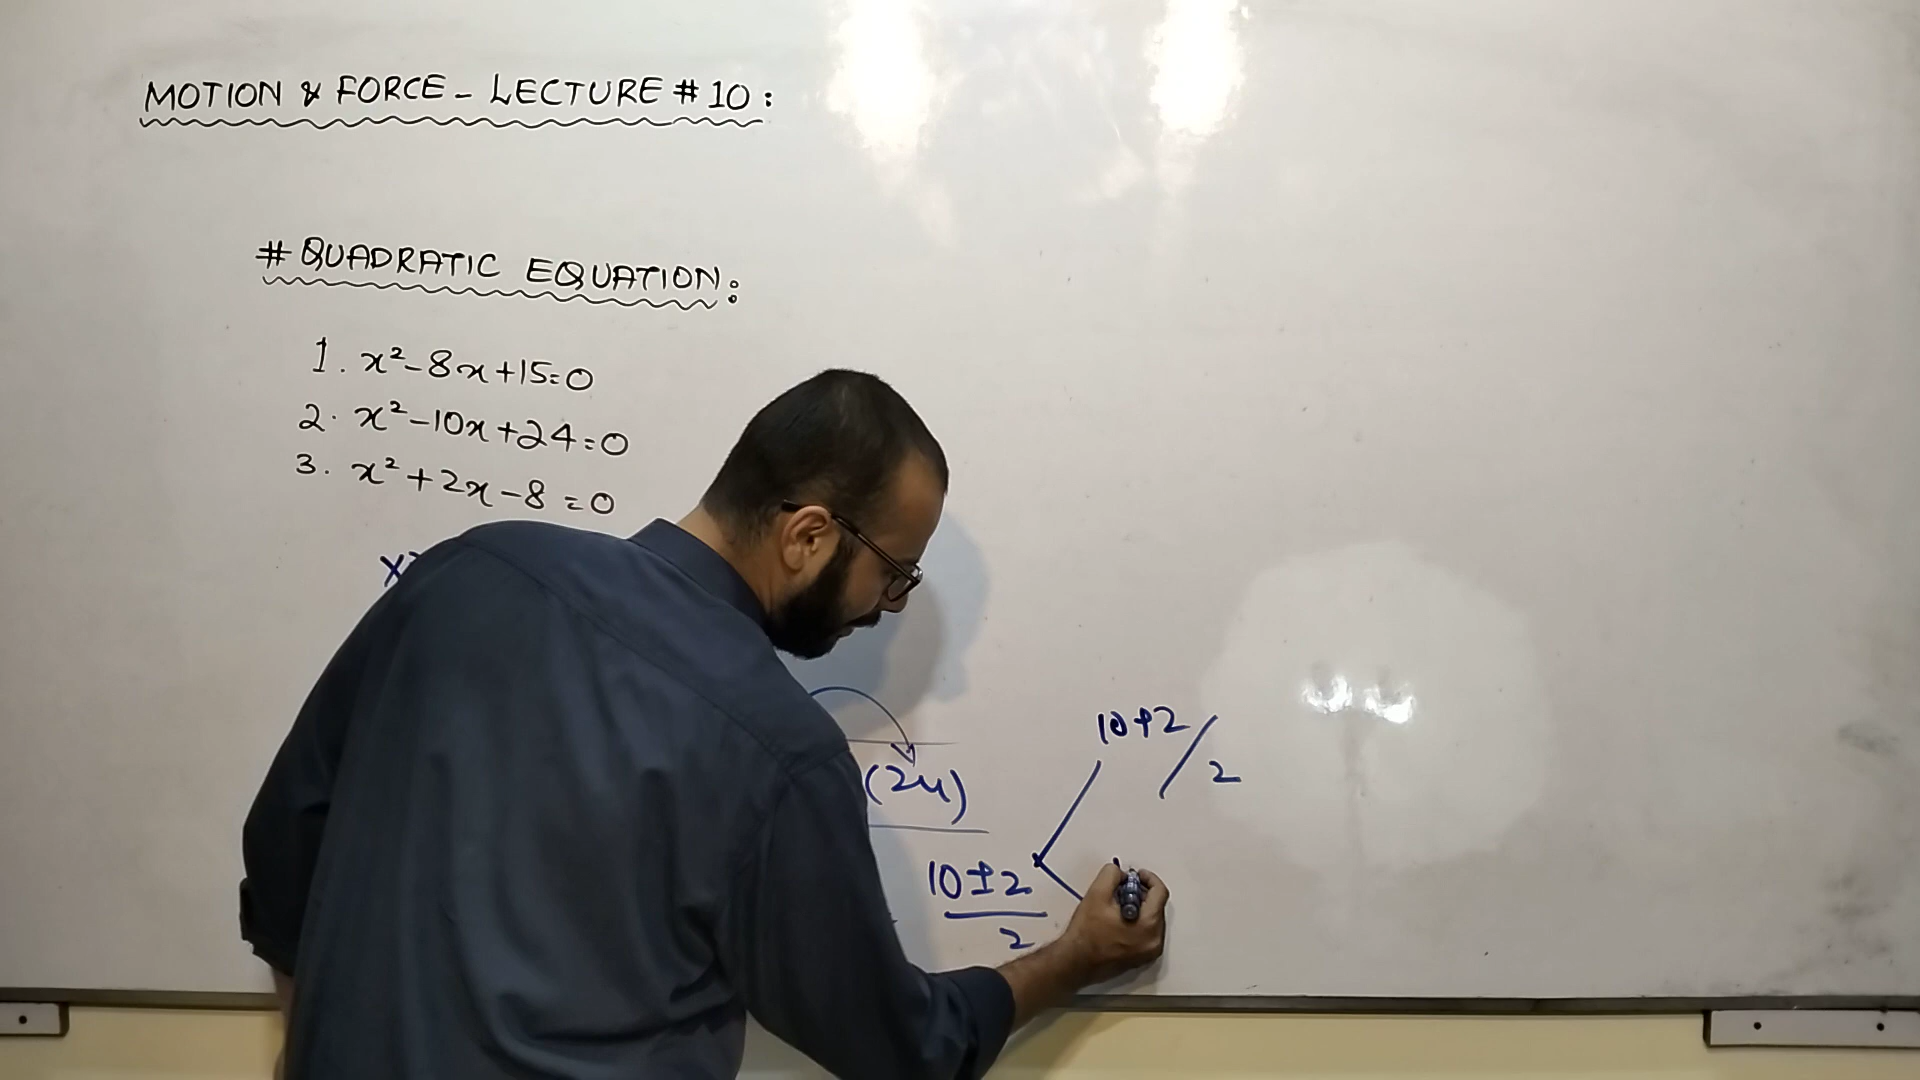 MOTION & FORCE - LECTURE # 10 :
# QUADRATIC EQUATION :
1. x² - 8x + 15 = 0
2. x² - 10x + 24 = 0
3. x² + 2x - 8 = 0
10+2/2
(24)
10±2
2